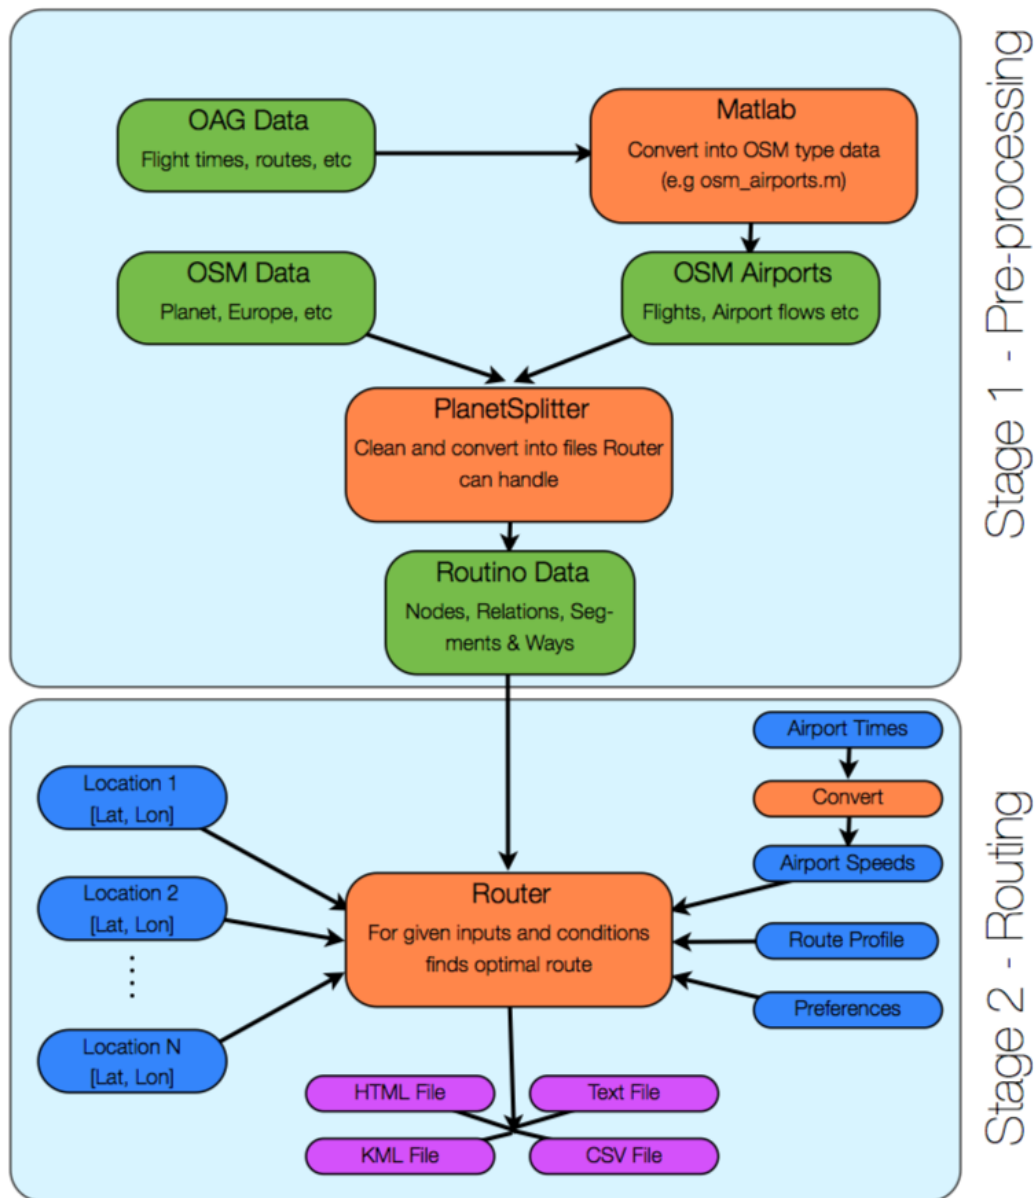 OAG Data
Flight times, routes, etc
Matlab
Convert into OSM type data
(e.g osm_airports.m)
OSM Data
Planet, Europe, etc
OSM Airports
Flights, Airport flows etc
PlanetSplitter
Clean and convert into files Router
can handle
Routino Data
Nodes, Relations, Seg-
ments & Ways
Stage 1 - Pre-processing
Location 1
[Lat, Lon]
Location 2
[Lat, Lon]
Location N
[Lat, Lon]
Router
For given inputs and conditions
finds optimal route
Airport Times
Convert
Airport Speeds
Route Profile
Preferences
HTML File
Text File
KML File
CSV File
Stage 2 - Routing